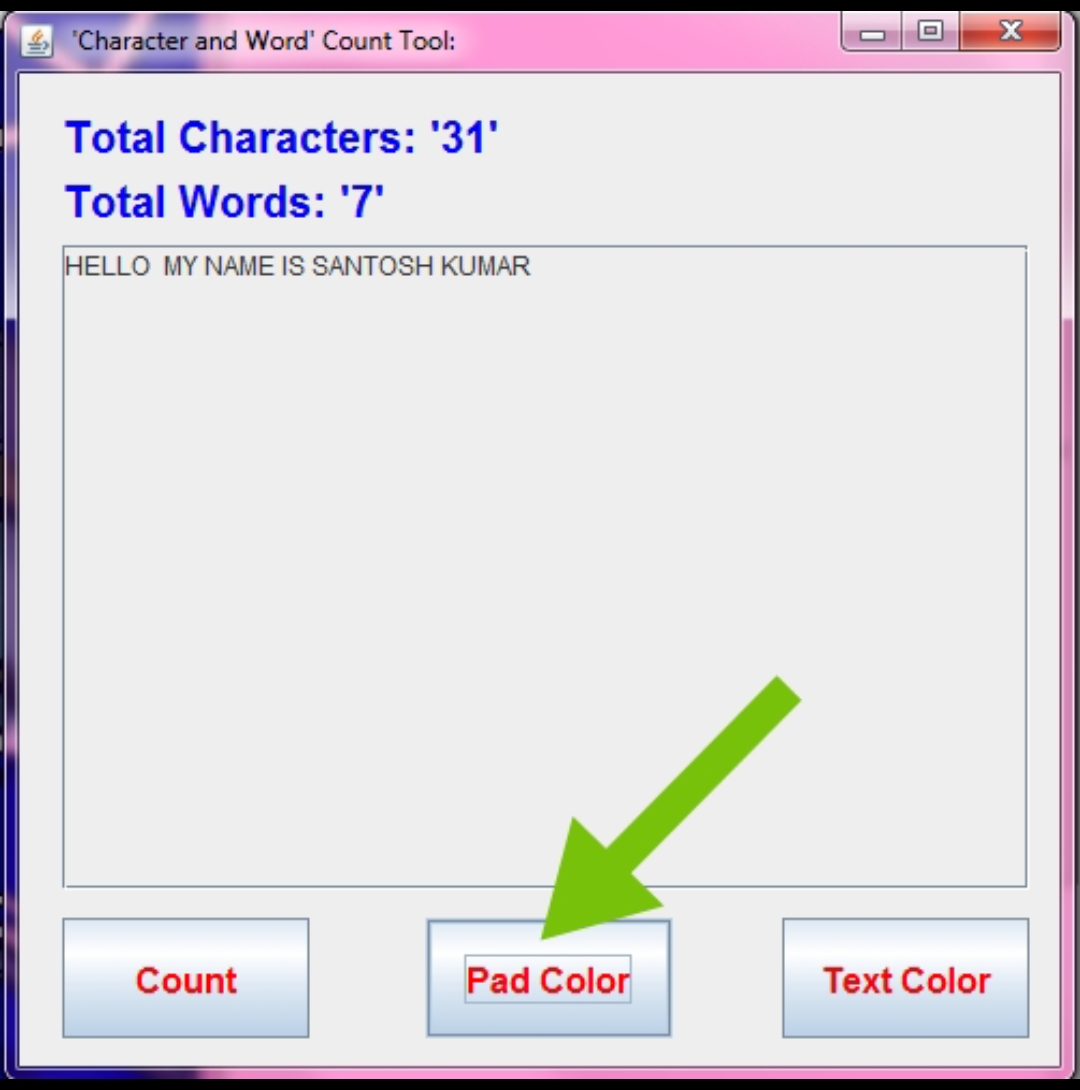 'Character and Word' Count Tool:
Total Characters: '31'
Total Words: '7'
HELLO  MY NAME IS SANTOSH KUMAR
Count
Pad Color
Text Color